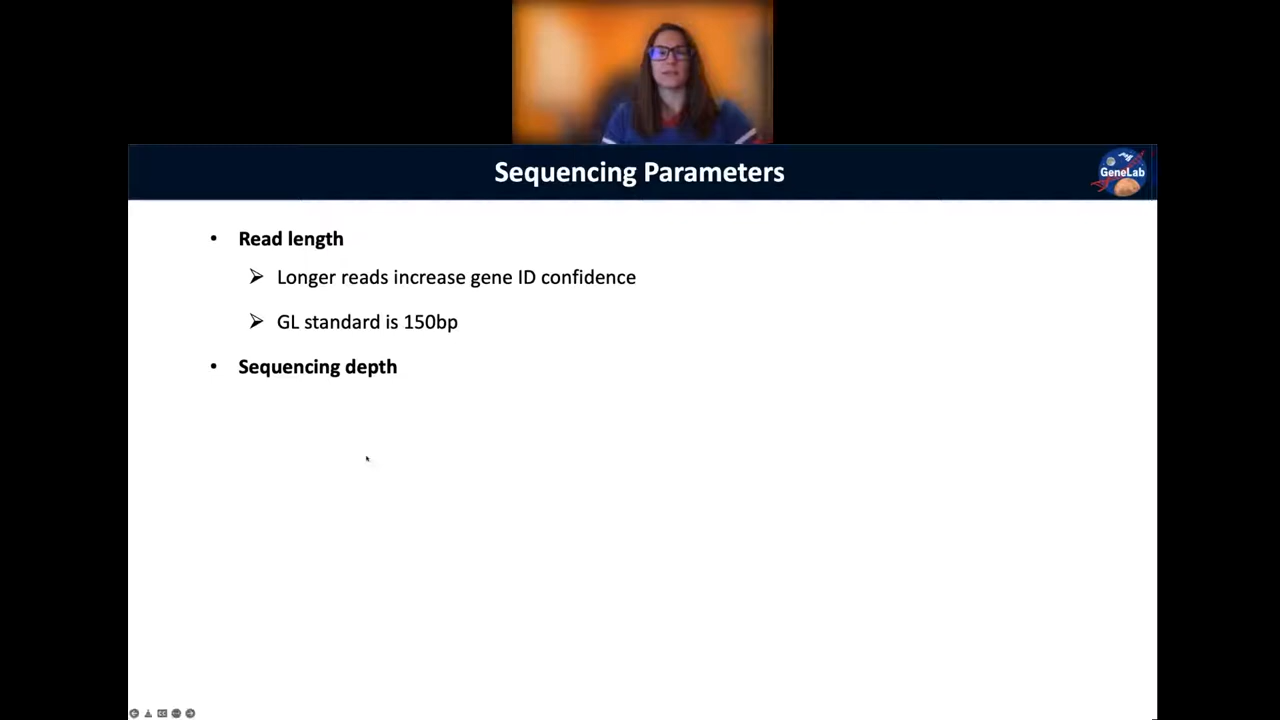 Sequencing Parameters
GeneLab
• Read length
➢ Longer reads increase gene ID confidence
➢ GL standard is 150bp
• Sequencing depth